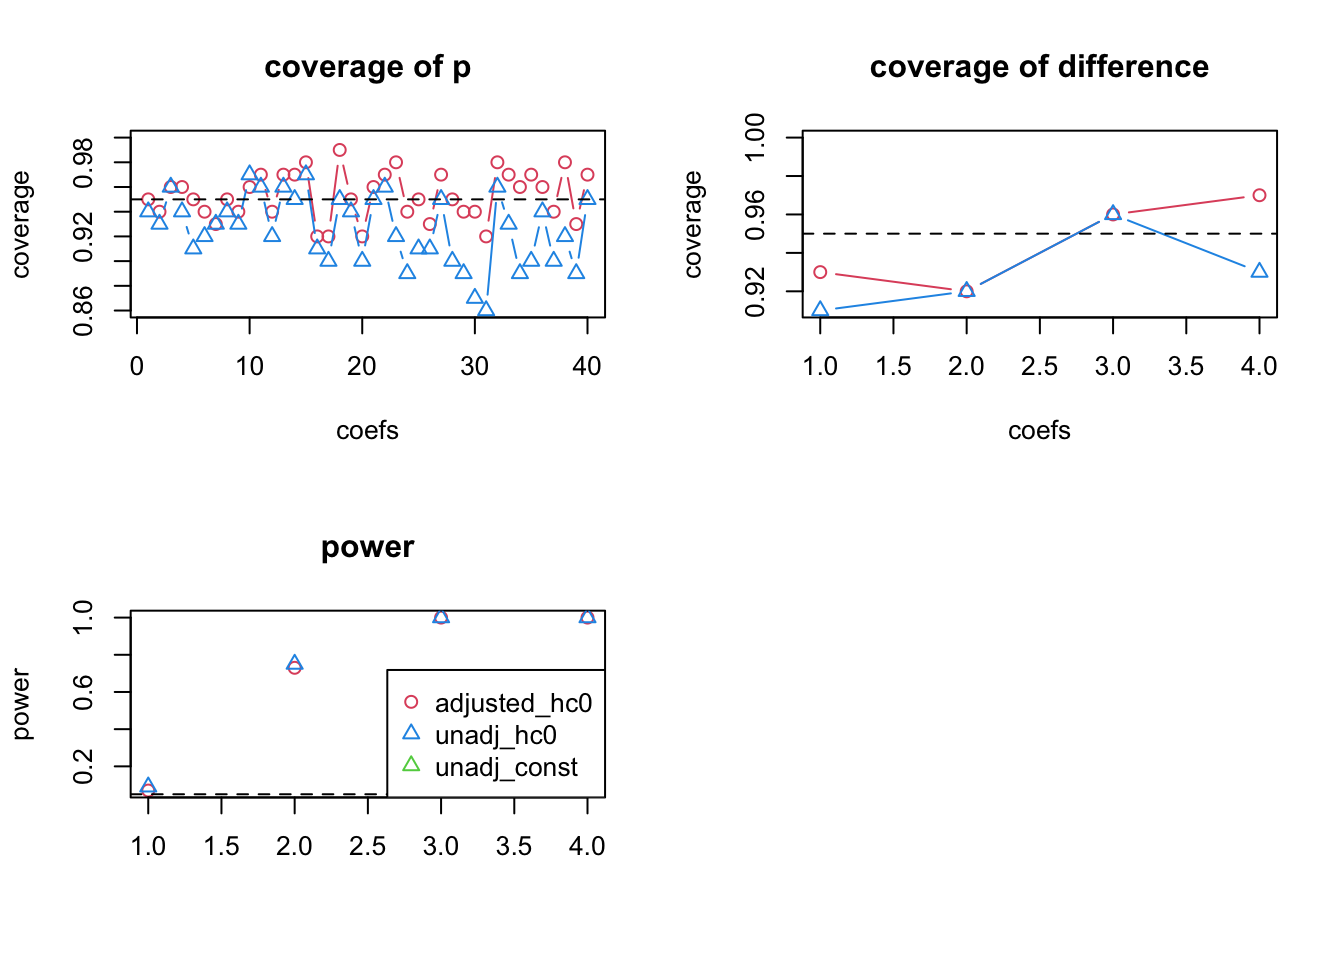 coverage of p
coverage
0.98
0.92
0.86
0 10 20 30 40
coefs
coverage of difference
coverage
1.00
0.96
0.92
1.0 1.5 2.0 2.5 3.0 3.5 4.0
coefs
power
power
1.0
0.6
0.2
adjusted_hc0
unadj_hc0
unadj_const
1.0 1.5 2.0 2.5 3.0 3.5 4.0